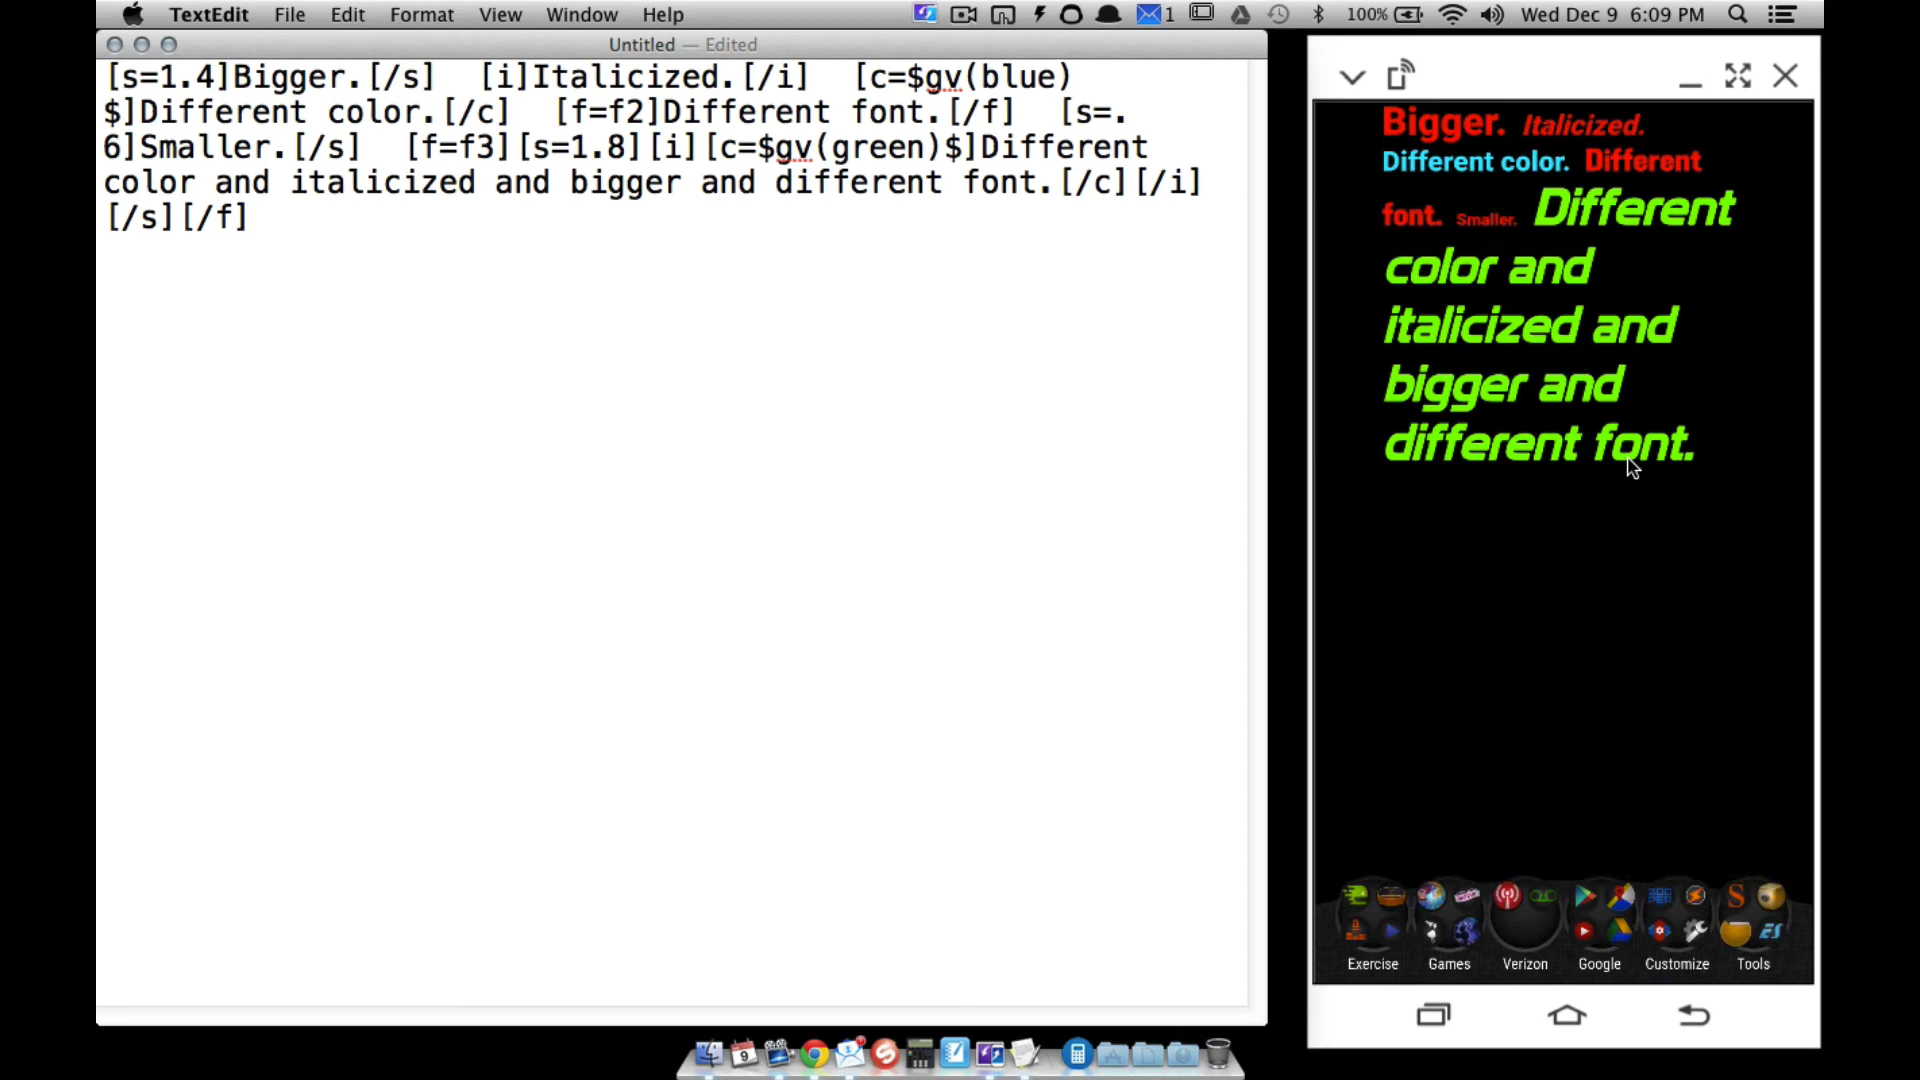 TextEdit File Edit Format View Window Help 1 100% Wed Dec 9 6:09 PM
Untitled — Edited
[s=1.4]Bigger.[/s]  [i]Italicized.[/i]  [c=$gv(blue)
$]Different color.[/c]  [f=f2]Different font.[/f]  [s=.
6]Smaller.[/s]  [f=f3][s=1.8][i][c=$gv(green)$]Different
color and italicized and bigger and different font.[/c][/i]
[/s][/f]
Bigger. Italicized.
Different color. Different
font. Smaller. Different
color and
italicized and
bigger and
different font.
Exercise Games Verizon Google Customize Tools